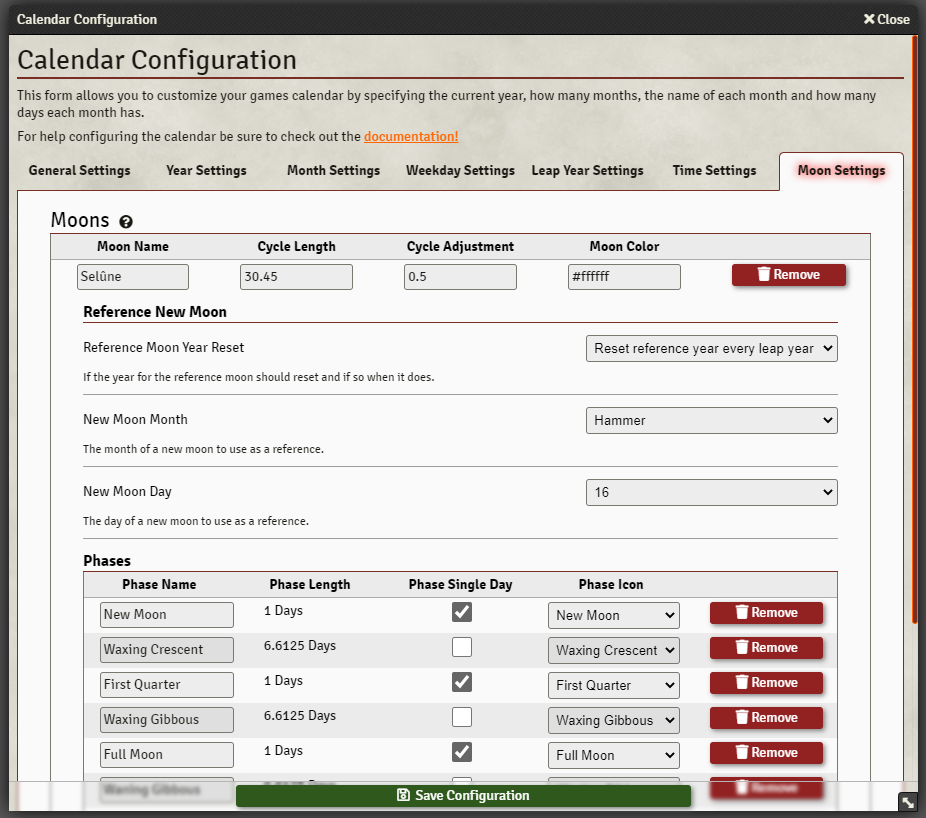 Calendar Configuration
Close
Calendar Configuration
This form allows you to customize your games calendar by specifying the current year, how many months, the name of each month and how many
days each month has.
For help configuring the calendar be sure to check out the documentation!
General Settings Year Settings Month Settings Weekday Settings Leap Year Settings Time Settings Moon Settings
Moons ?
Moon Name Cycle Length Cycle Adjustment Moon Color
Selûne 30.45 0.5 #ffffff Remove
Reference New Moon
Reference Moon Year Reset Reset reference year every leap year
If the year for the reference moon should reset and if so when it does.
New Moon Month Hammer
The month of a new moon to use as a reference.
New Moon Day 16
The day of a new moon to use as a reference.
Phases
Phase Name Phase Length Phase Single Day Phase Icon
New Moon 1 Days New Moon Remove
Waxing Crescent 6.6125 Days Waxing Crescent Remove
First Quarter 1 Days First Quarter Remove
Waxing Gibbous 6.6125 Days Waxing Gibbous Remove
Full Moon 1 Days Full Moon Remove
Waning Gibbous Remove
Save Configuration